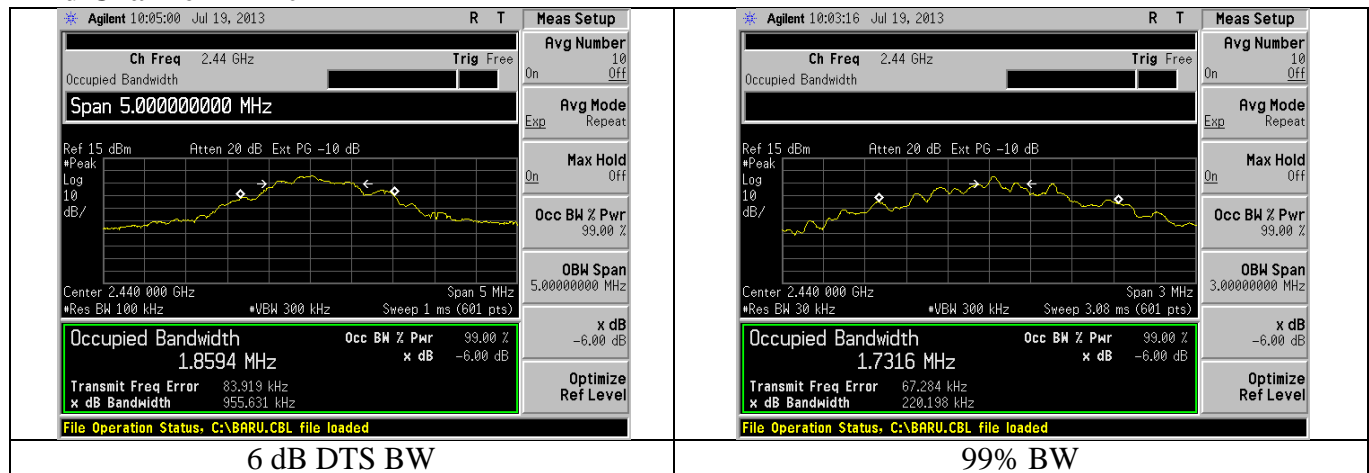 Agilent 10:05:00 Jul 19, 2013 R T Meas Setup
Ch Freq 2.44 GHz Trig Free
Occupied Bandwidth
Span 5.000000000 MHz
Ref 15 dBm Atten 20 dB Ext PG -10 dB
#Peak
Log
10
dB/
Center 2.440 000 GHz Span 5 MHz
#Res BW 100 kHz #VBW 300 kHz Sweep 1 ms (601 pts)
Occupied Bandwidth Occ BW % Pwr 99.00 %
1.8594 MHz x dB -6.00 dB
Transmit Freq Error 83.919 kHz
x dB Bandwidth 955.631 kHz
File Operation Status, C:\BARU.CBL file loaded
Avg Number
10
On Off
Avg Mode
Exp Repeat
Max Hold
On Off
Occ BW % Pwr
99.00 %
OBW Span
5.00000000 MHz
x dB
-6.00 dB
Optimize
Ref Level
6 dB DTS BW
Agilent 10:03:16 Jul 19, 2013 R T Meas Setup
Ch Freq 2.44 GHz Trig Free
Occupied Bandwidth
Ref 15 dBm Atten 20 dB Ext PG -10 dB
#Peak
Log
10
dB/
Center 2.440 000 GHz Span 3 MHz
#Res BW 30 kHz #VBW 300 kHz Sweep 3.08 ms (601 pts)
Occupied Bandwidth Occ BW % Pwr 99.00 %
1.7316 MHz x dB -6.00 dB
Transmit Freq Error 67.284 kHz
x dB Bandwidth 220.198 kHz
File Operation Status, C:\BARU.CBL file loaded
Avg Number
10
On Off
Avg Mode
Exp Repeat
Max Hold
On Off
Occ BW % Pwr
99.00 %
OBW Span
3.00000000 MHz
x dB
-6.00 dB
Optimize
Ref Level
99% BW